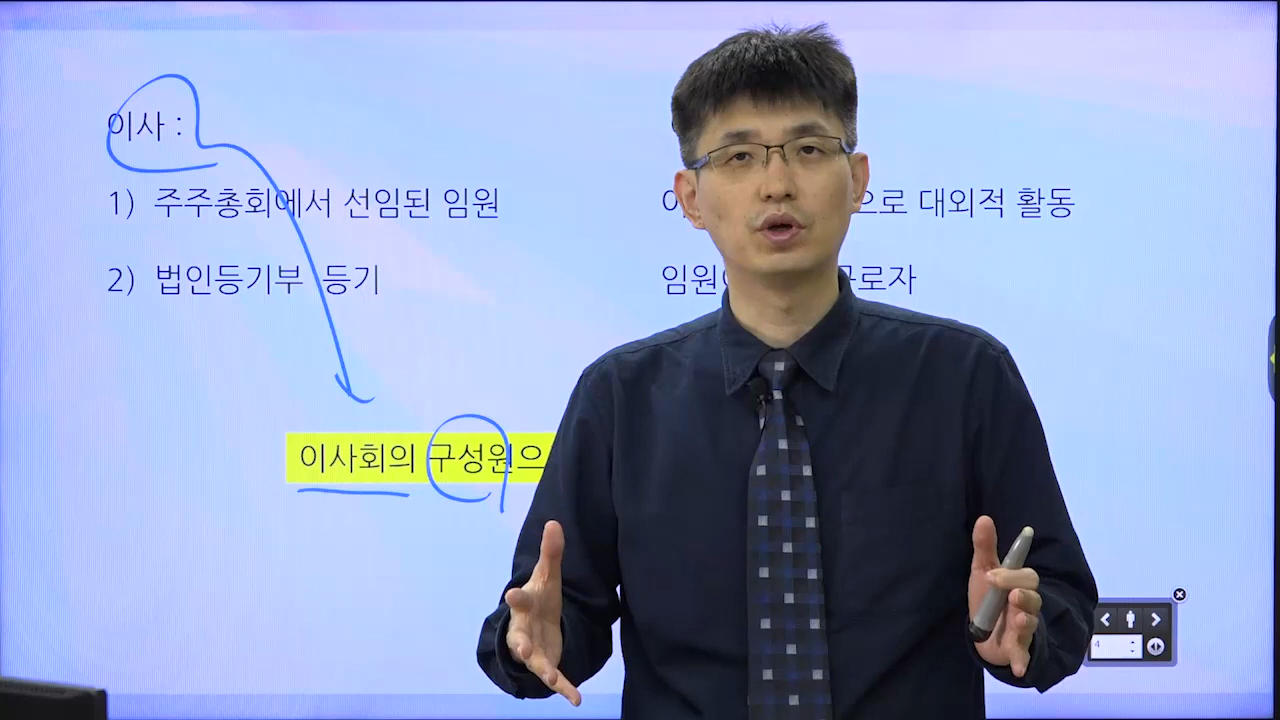 이사 :
1) 주주총회에서 선임된 임원
으로 대외적 활동
2) 법인등기부 등기
임원
근로자
이사회의 구성원으
4